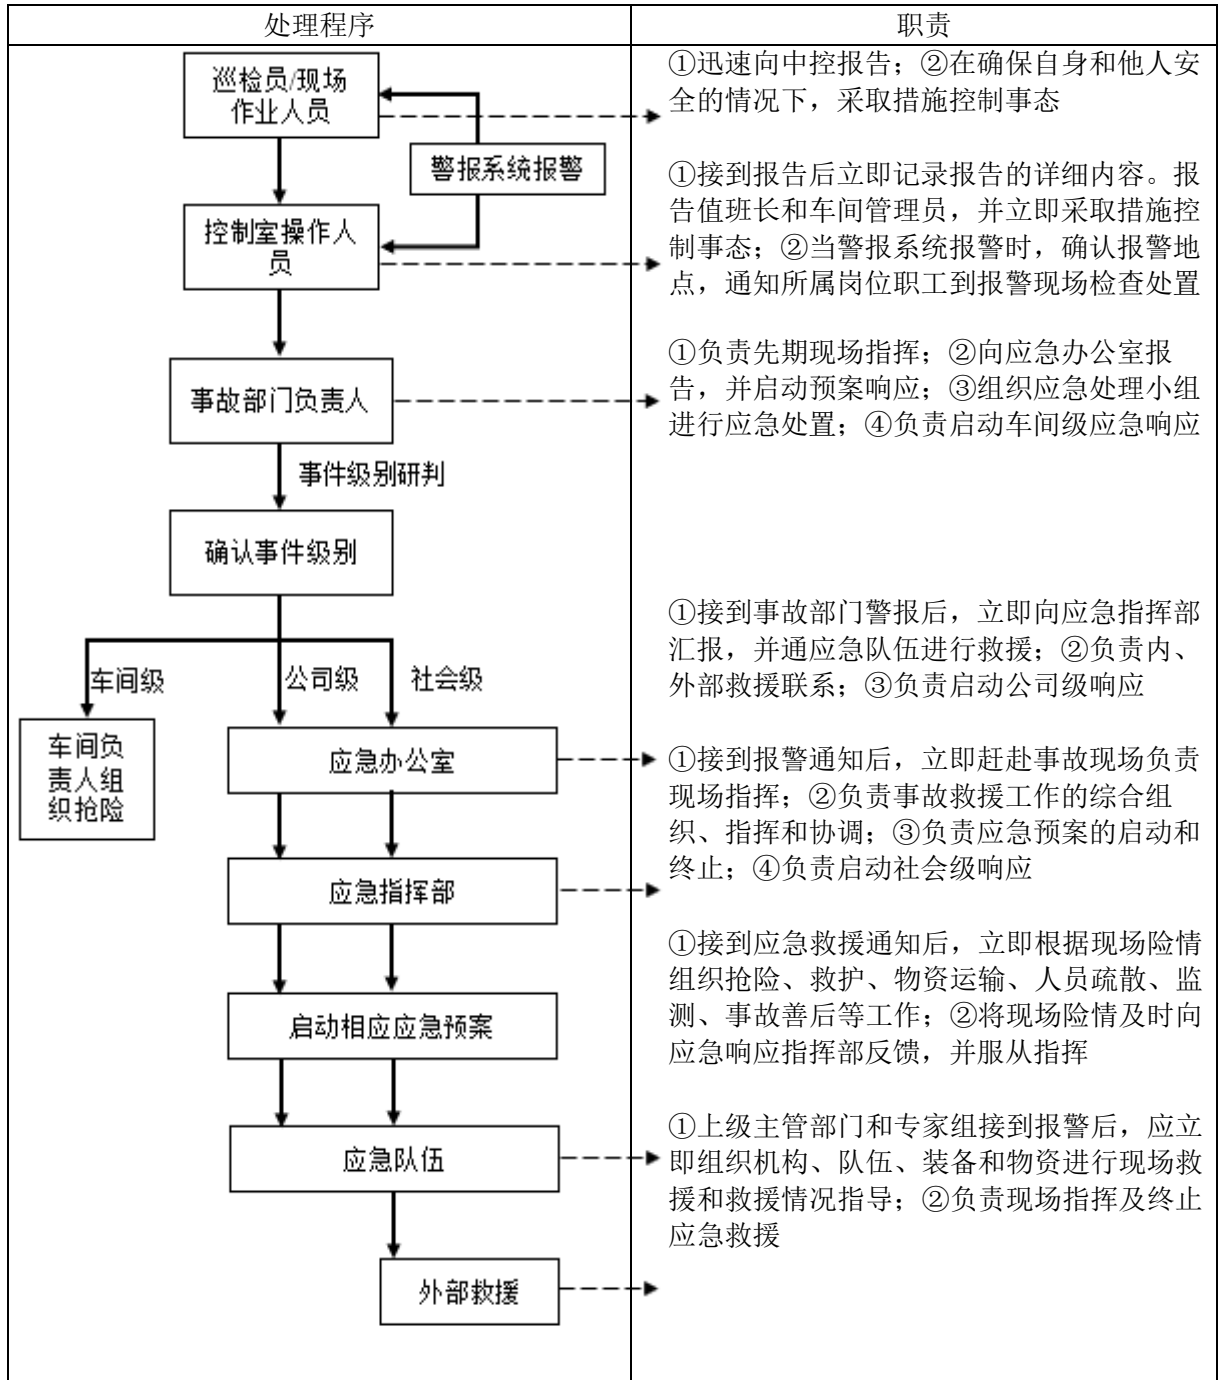 处理程序
职责
巡检员/现场
作业人员
①迅速向中控报告；②在确保自身和他人安
全的情况下，采取措施控制事态
警报系统报警
控制室操作人
员
①接到报告后立即记录报告的详细内容。报
告值班长和车间管理员，并立即采取措施控
制事态；②当警报系统报警时，确认报警地
点，通知所属岗位职工到报警现场检查处置
事故部门负责人
①负责先期现场指挥；②向应急办公室报
告，并启动预案响应；③组织应急处理小组
进行应急处置；④负责启动车间级应急响应
事件级别研判
确认事件级别
车间级
公司级
社会级
车间负
责人组
织抢险
①接到事故部门警报后，立即向应急指挥部
汇报，并通应急队伍进行救援；②负责内、
外部救援联系；③负责启动公司级响应
应急办公室
①接到报警通知后，立即赶赴事故现场负责
现场指挥；②负责事故救援工作的综合组
织、指挥和协调；③负责应急预案的启动和
终止；④负责启动社会级响应
应急指挥部
①接到应急救援通知后，立即根据现场险情
组织抢险、救护、物资运输、人员疏散、监
测、事故善后等工作；②将现场险情及时向
应急响应指挥部反馈，并服从指挥
启动相应应急预案
应急队伍
①上级主管部门和专家组接到报警后，应立
即组织机构、队伍、装备和物资进行现场救
援和救援情况指导；②负责现场指挥及终止
应急救援
外部救援